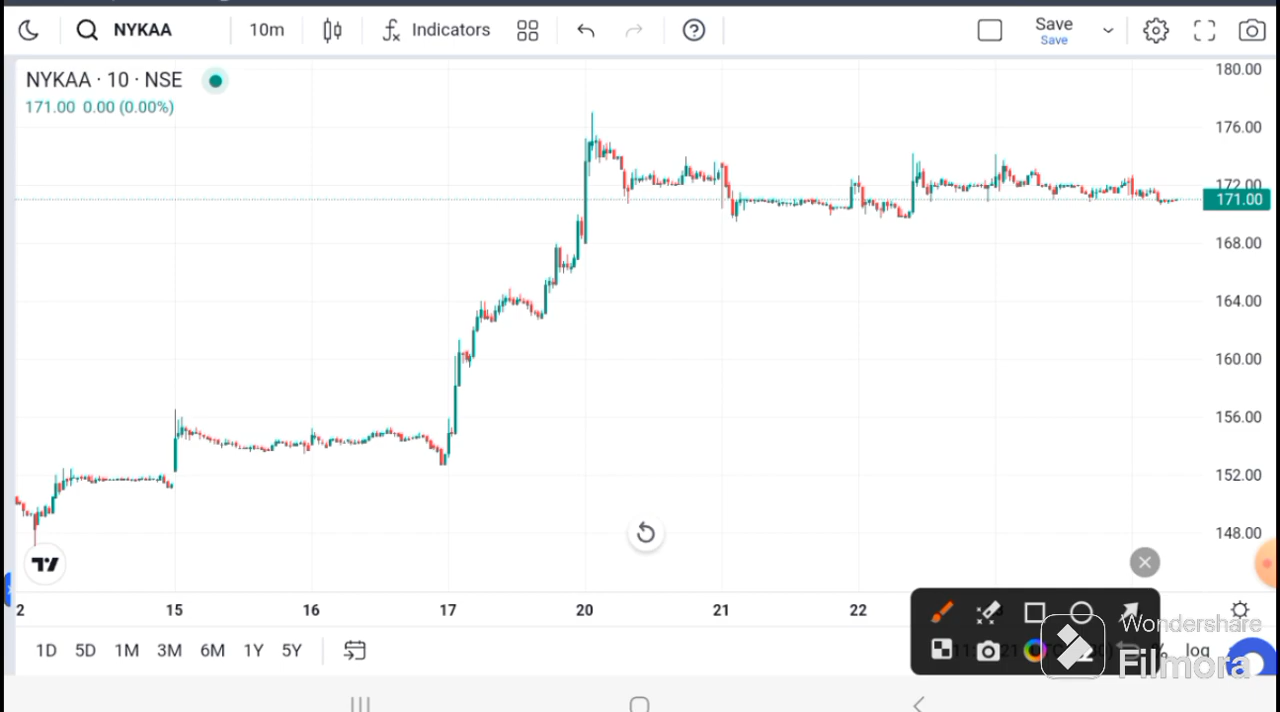 NYKAA 10m Indicators Save
Save
NYKAA · 10 · NSE
171.00 0.00 (0.00%)
180.00
176.00
172.00
171.00
168.00
164.00
160.00
156.00
152.00
148.00
2 15 16 17 20 21 22
1D 5D 1M 3M 6M 1Y 5Y % log
Wondershare
Filmora